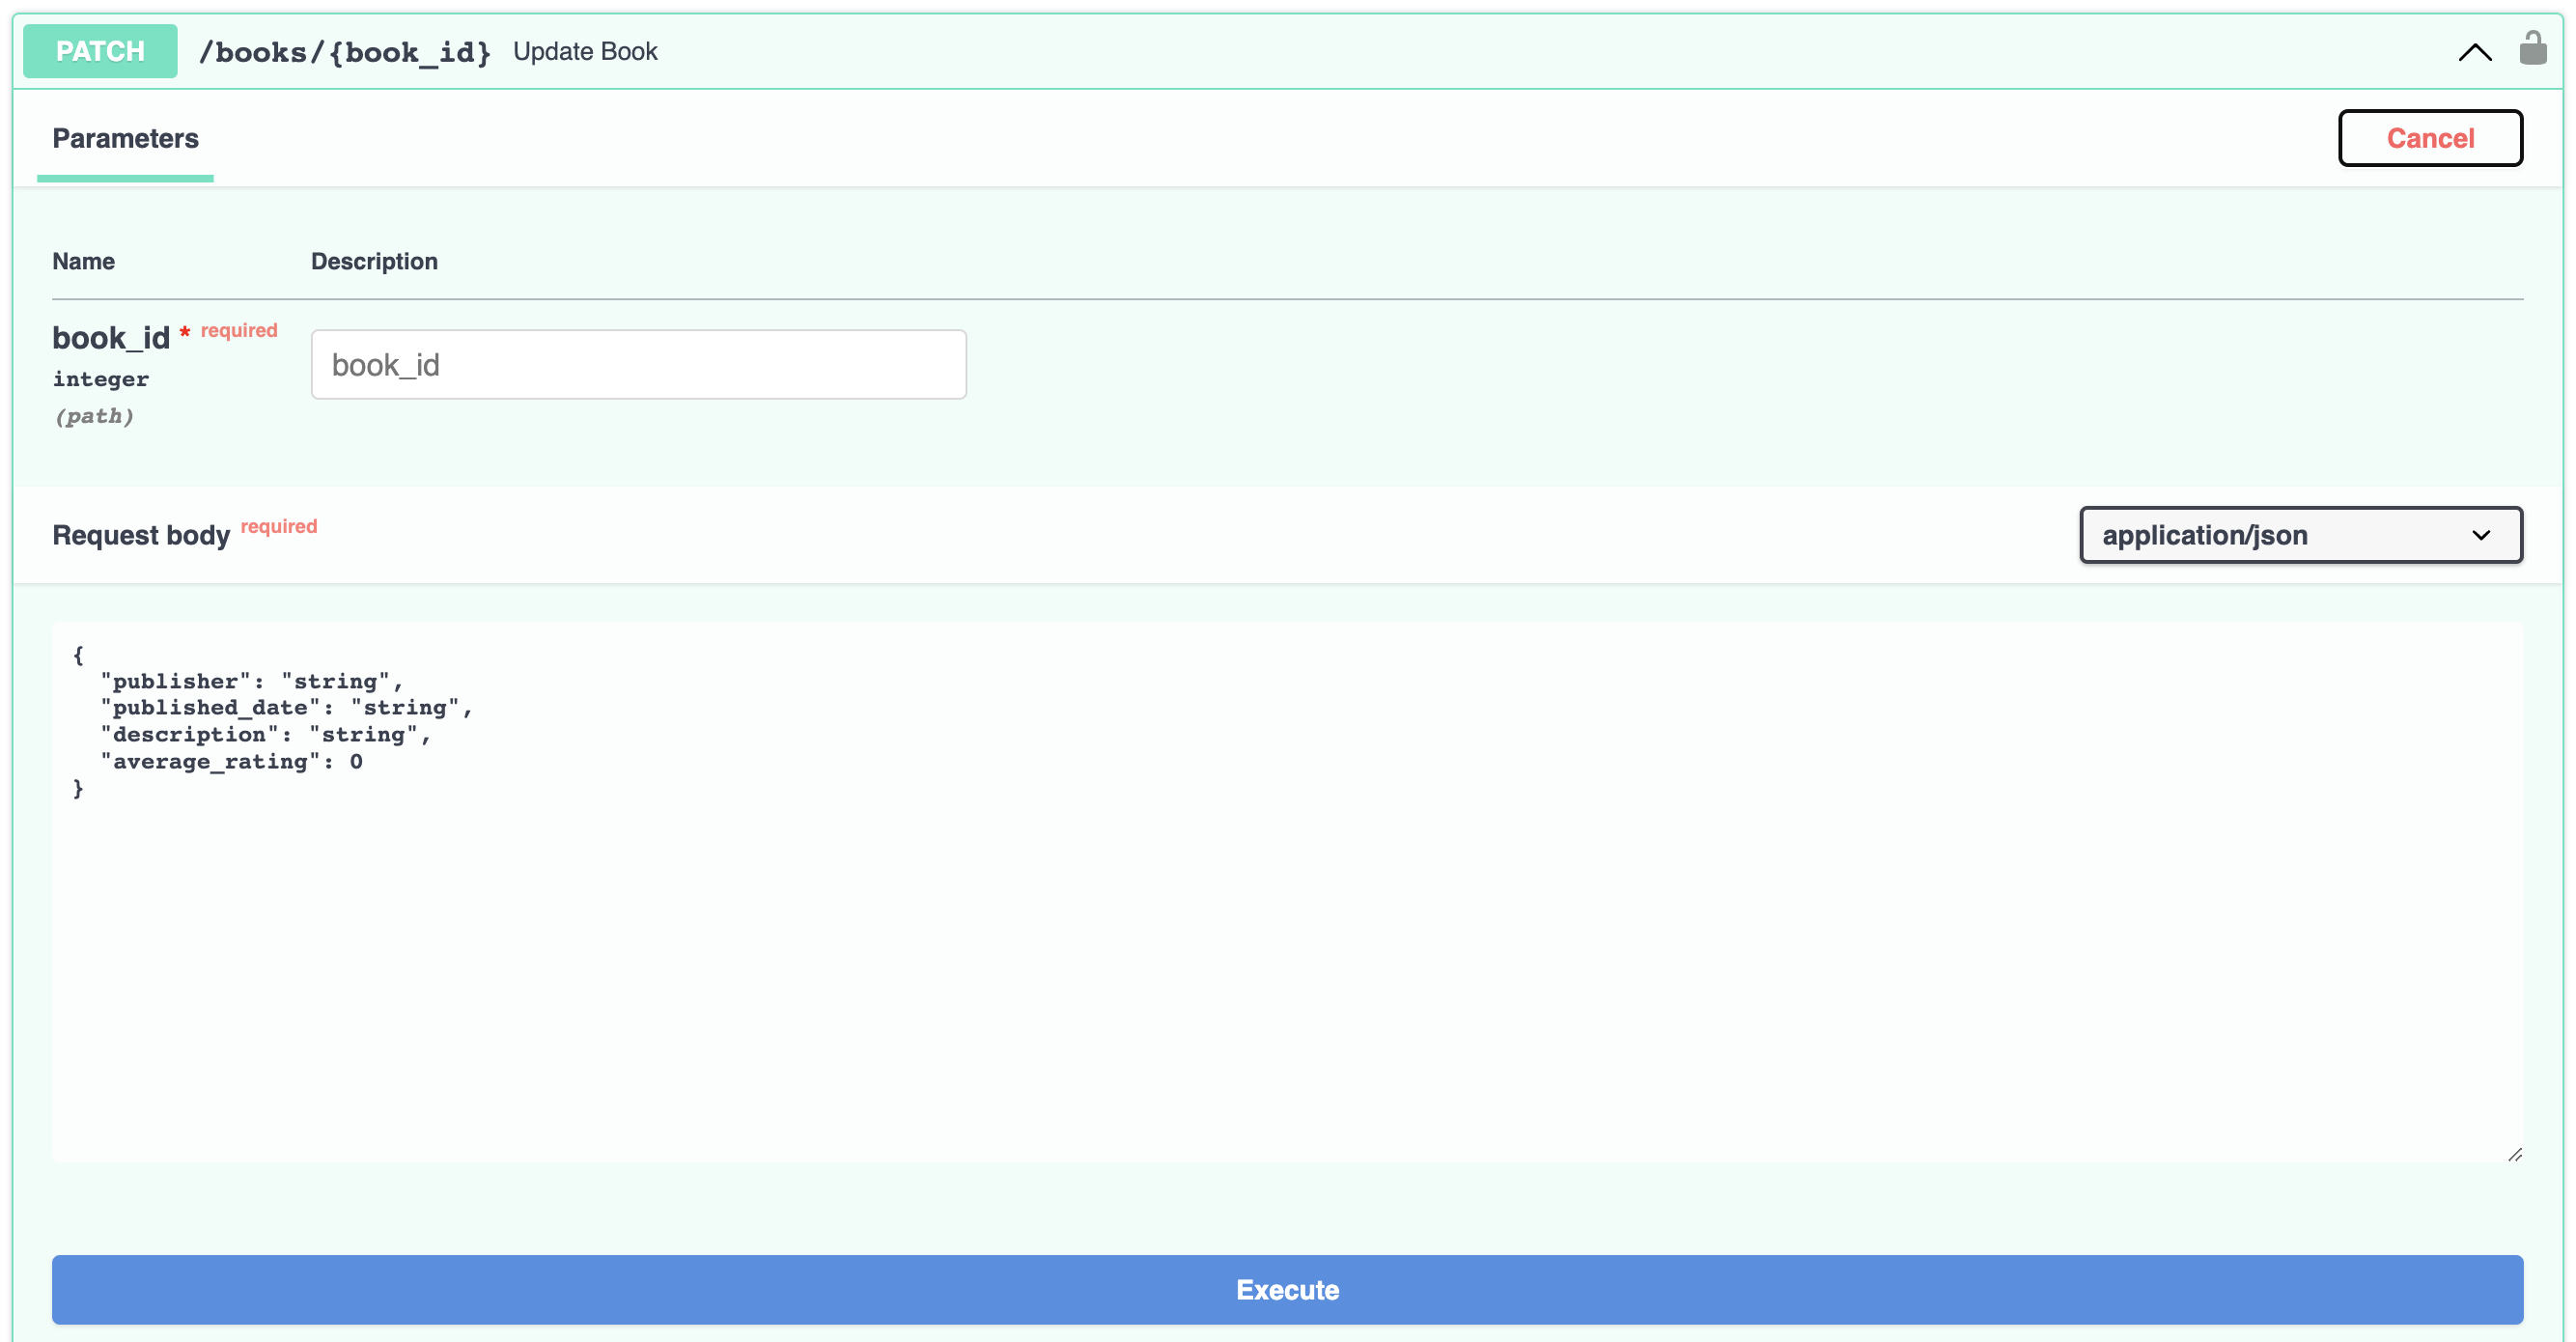 PATCH /books/{book_id} Update Book
Parameters
Cancel
Name Description
book_id * required
integer
(path)
book_id
Request body required
application/json
{
  "publisher": "string",
  "published_date": "string",
  "description": "string",
  "average_rating": 0
}
Execute